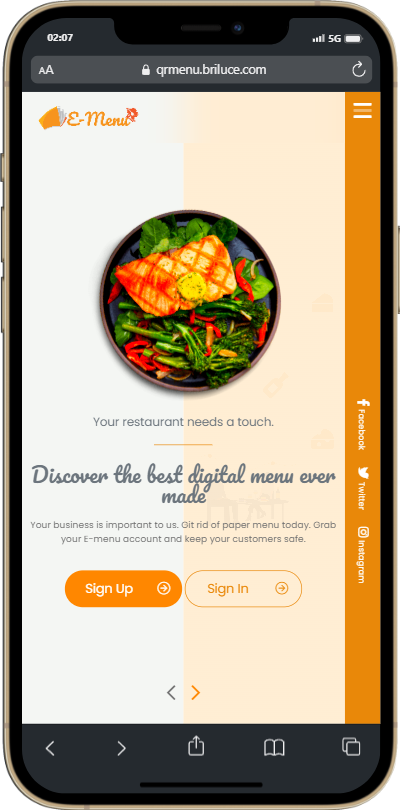 02:07
5G
AA
qrmenu.briluce.com
E-Menu
Your restaurant needs a touch.
Discover the best digital menu ever
made
Your business is important to us. Git rid of paper menu today. Grab
your E-menu account and keep your customers safe.
Sign Up
Sign In
Facebook
Twitter
Instagram